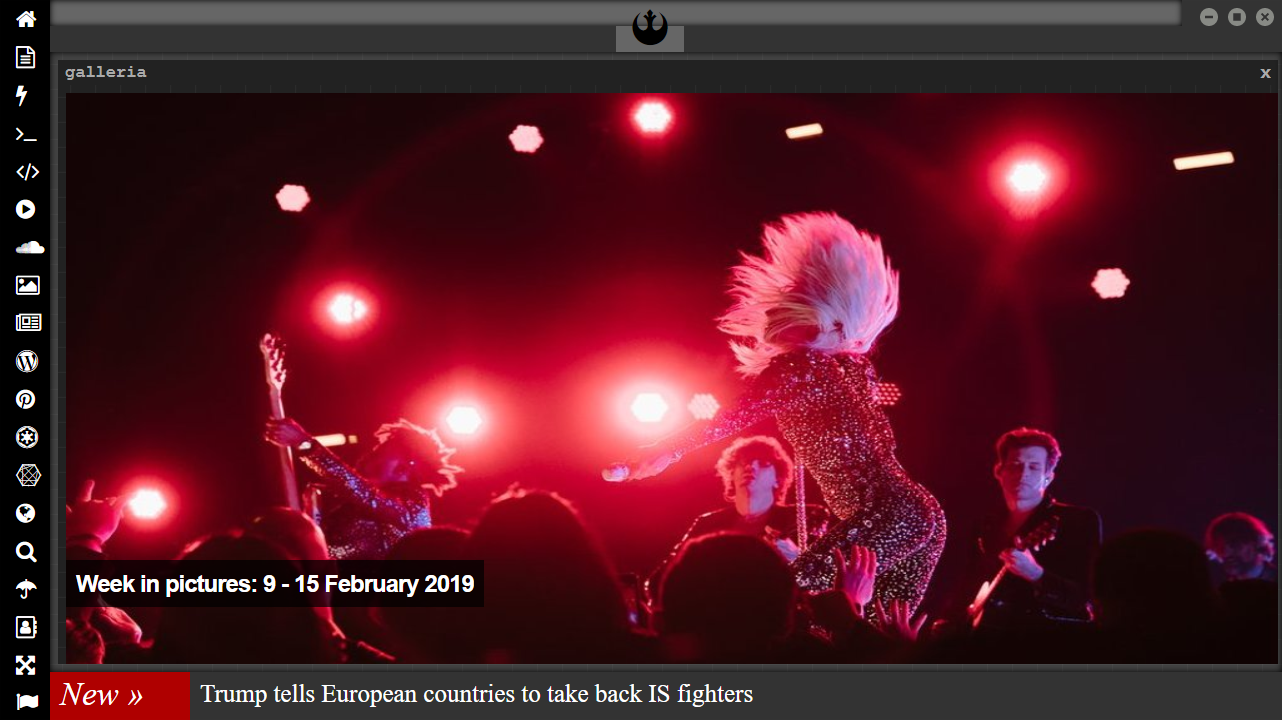 galleria
x
Week in pictures: 9 - 15 February 2019
New »
Trump tells European countries to take back IS fighters